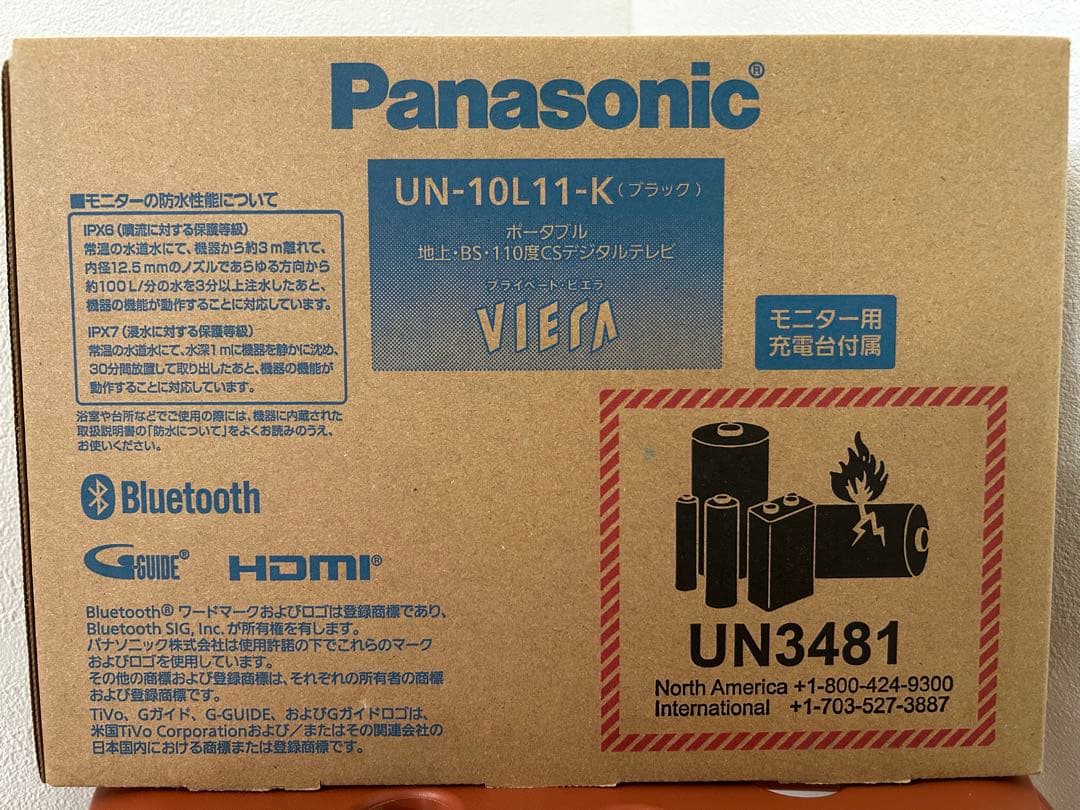 Panasonic®
UN-10L11-K（ブラック）
ポータブル
地上・BS・110度CSデジタルテレビ
プライベート・ビエラ
VIERA
モニター用
充電台付属
■モニターの防水性能について
IPX6（噴流に対する保護等級）
常温の水道水にて、機器から約3m離れて、
内径12.5mmのノズルであらゆる方向から
約100L/分の水を3分以上注水したあと、
機器の機能が動作することに対応しています。
IPX7（浸水に対する保護等級）
常温の水道水にて、水深1mに機器を静かに沈め、
30分間放置して取り出したあと、機器の機能が
動作することに対応しています。
浴室や台所などでご使用の際には、機器に内蔵された
取扱説明書の「防水について」をよくお読みのうえ、
お使いください。
Bluetooth
G-GUIDE® HDMI®
Bluetooth® ワードマークおよびロゴは登録商標であり、
Bluetooth SIG, Inc. が所有権を有します。
パナソニック株式会社は使用許諾の下でこれらのマーク
およびロゴを使用しています。
その他の商標および登録商標は、それぞれの所有者の商標
および登録商標です。
TiVo、Gガイド、G-GUIDE、およびGガイドロゴは、
米国TiVo Corporationおよび／またはその関連会社の
日本国内における商標または登録商標です。
UN3481
North America +1-800-424-9300
International +1-703-527-3887